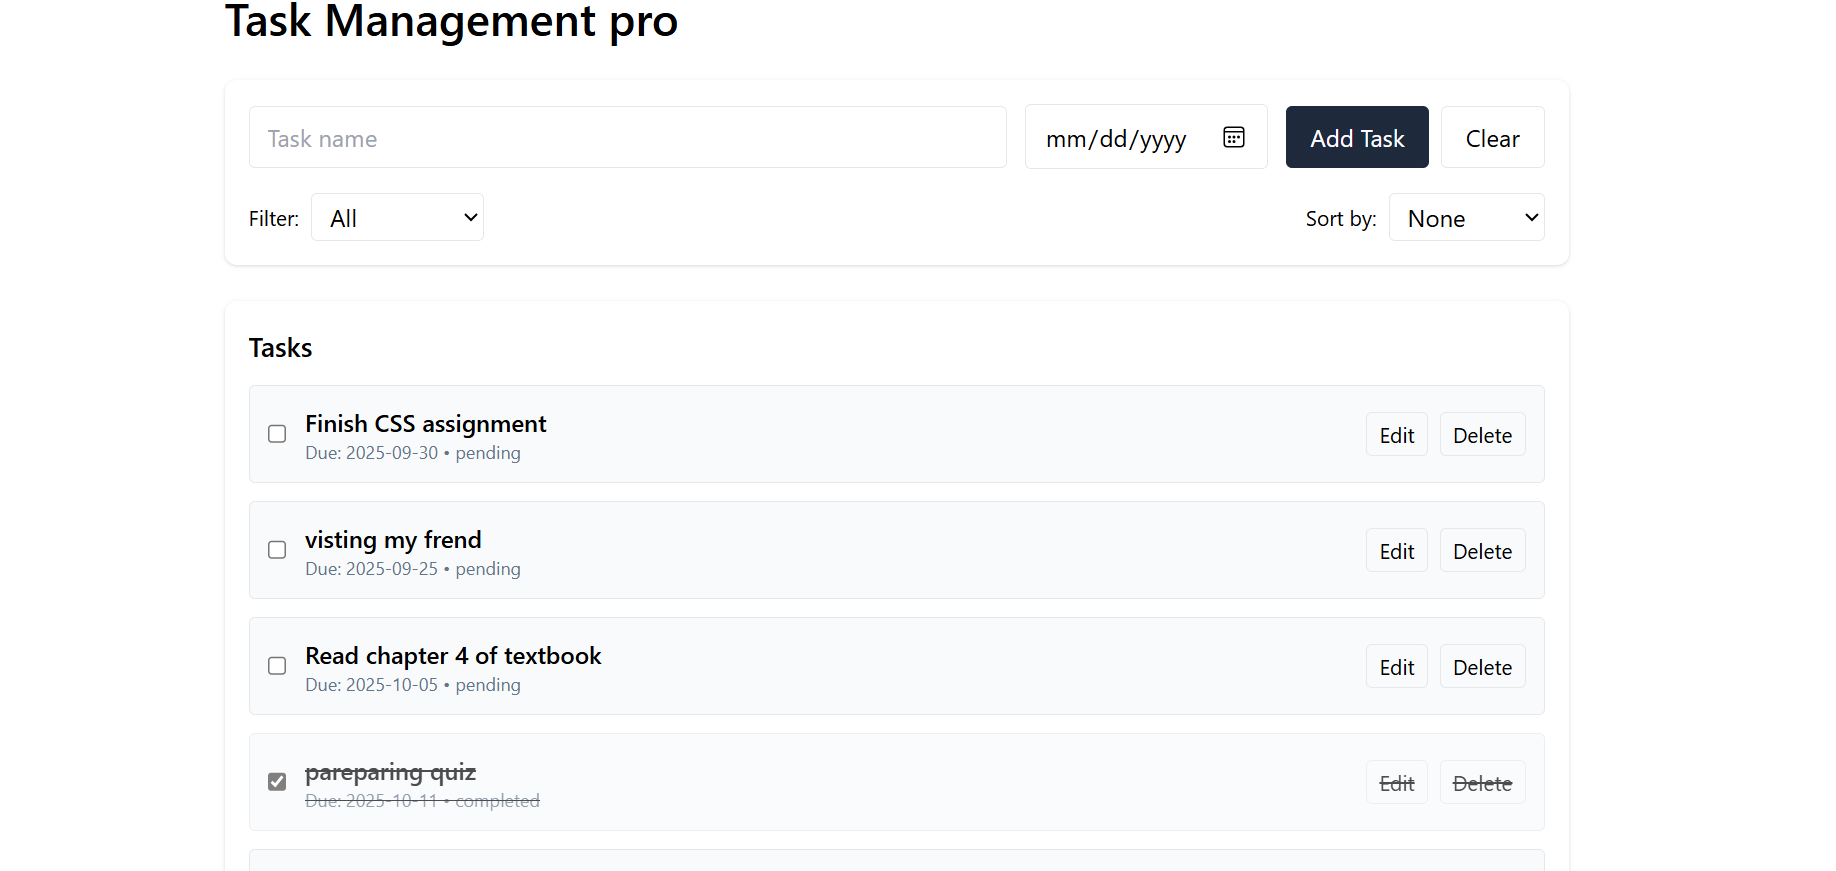 Task Management pro
Task name
mm/dd/yyyy
Add Task
Clear
Filter:
All
Sort by:
None
Tasks
Finish CSS assignment
Due: 2025-09-30 • pending
Edit
Delete
visting my frend
Due: 2025-09-25 • pending
Edit
Delete
Read chapter 4 of textbook
Due: 2025-10-05 • pending
Edit
Delete
pareparing quiz
Due: 2025-10-11 • completed
Edit
Delete